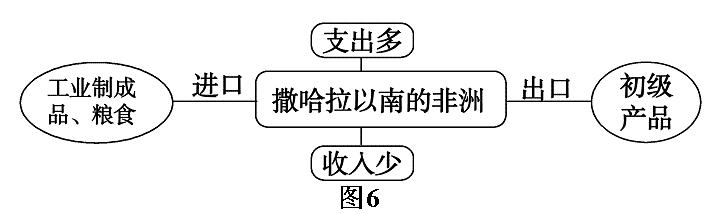 支出多
工业制成
品、粮食
进口
撒哈拉以南的非洲
出口
初级
产品
收入少
图6